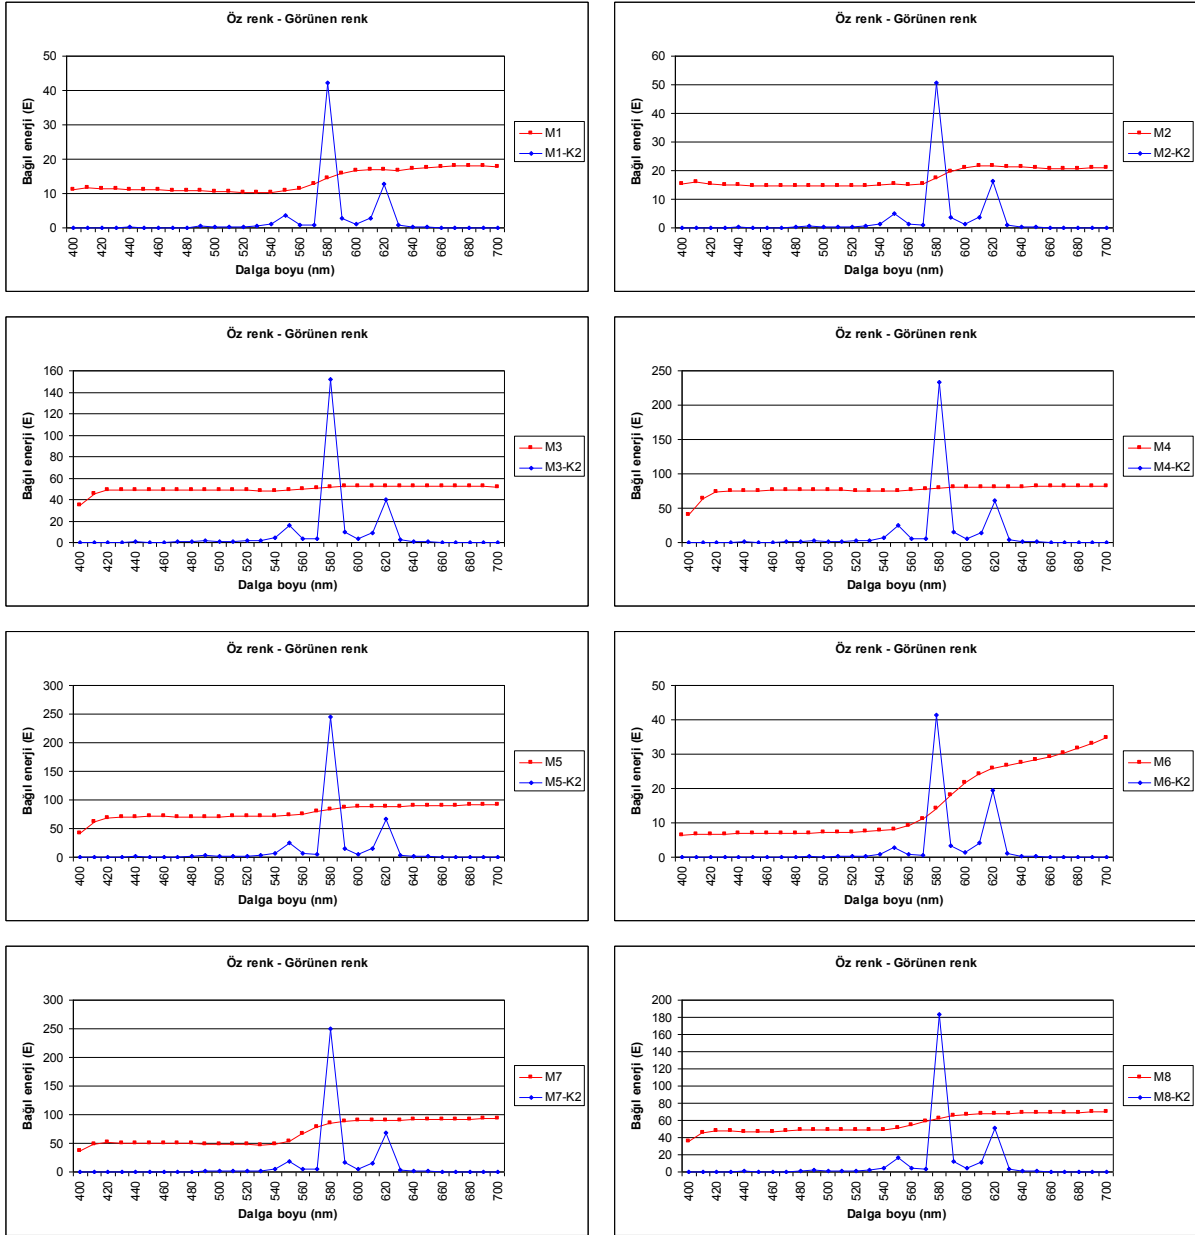 Öz renk - Görünen renk
Bağıl enerji (E)
50
40
30
20
10
0
400 420 440 460 480 500 520 540 560 580 600 620 640 660 680 700
Dalga boyu (nm)
M1
M1-K2
Öz renk - Görünen renk
Bağıl enerji (E)
60
50
40
30
20
10
0
400 420 440 460 480 500 520 540 560 580 600 620 640 660 680 700
Dalga boyu (nm)
M2
M2-K2
Öz renk - Görünen renk
Bağıl enerji (E)
160
140
120
100
80
60
40
20
0
400 420 440 460 480 500 520 540 560 580 600 620 640 660 680 700
Dalga boyu (nm)
M3
M3-K2
Öz renk - Görünen renk
Bağıl enerji (E)
250
200
150
100
50
0
400 420 440 460 480 500 520 540 560 580 600 620 640 660 680 700
Dalga boyu (nm)
M4
M4-K2
Öz renk - Görünen renk
Bağıl enerji (E)
300
250
200
150
100
50
0
400 420 440 460 480 500 520 540 560 580 600 620 640 660 680 700
Dalga boyu (nm)
M5
M5-K2
Öz renk - Görünen renk
Bağıl enerji (E)
50
40
30
20
10
0
400 420 440 460 480 500 520 540 560 580 600 620 640 660 680 700
Dalga boyu (nm)
M6
M6-K2
Öz renk - Görünen renk
Bağıl enerji (E)
300
250
200
150
100
50
0
400 420 440 460 480 500 520 540 560 580 600 620 640 660 680 700
Dalga boyu (nm)
M7
M7-K2
Öz renk - Görünen renk
Bağıl enerji (E)
200
180
160
140
120
100
80
60
40
20
0
400 420 440 460 480 500 520 540 560 580 600 620 640 660 680 700
Dalga boyu (nm)
M8
M8-K2